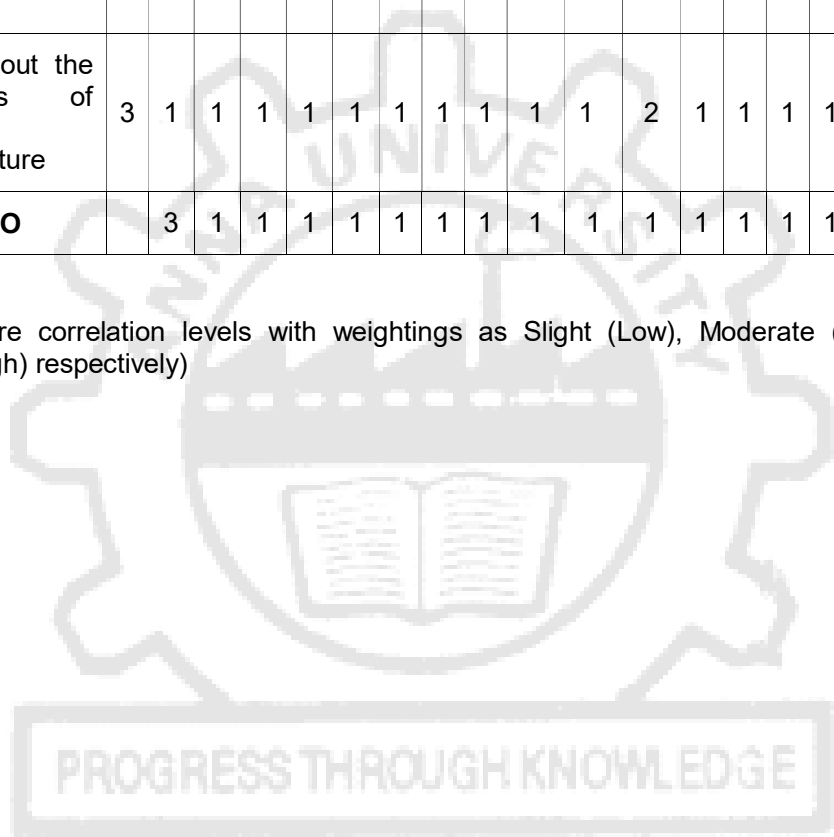 out the
s of
ture
3 1 1 1 1 1 1 1 1 1 1 2 1 1 1 1
O 3 1 1 1 1 1 1 1 1 1 1 1 1 1 1
re correlation levels with weightings as Slight (Low), Moderate (
gh) respectively)
ANNA UNIVERSITY
PROGRESS THROUGH KNOWLEDGE